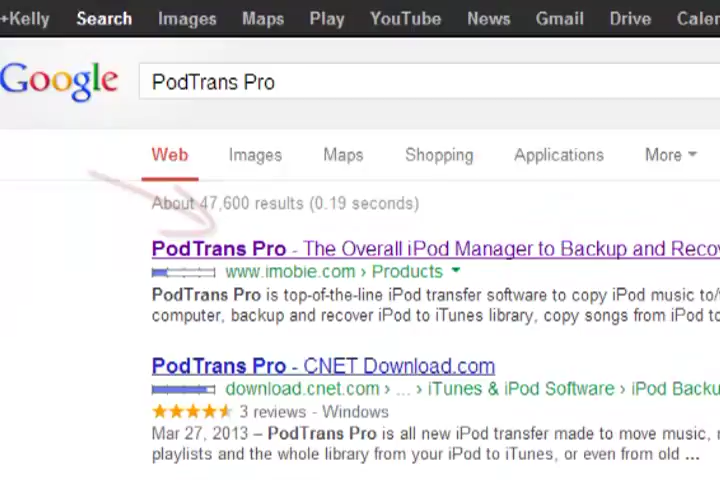 +Kelly Search Images Maps Play YouTube News Gmail Drive Calen
Google PodTrans Pro
Web Images Maps Shopping Applications More
About 47,600 results (0.19 seconds)
PodTrans Pro - The Overall iPod Manager to Backup and Reco
www.imobie.com › Products
PodTrans Pro is top-of-the-line iPod transfer software to copy iPod music to/
computer, backup and recover iPod to iTunes library, copy songs from iPod to
PodTrans Pro - CNET Download.com
download.cnet.com › ... › iTunes & iPod Software › iPod Backu
3 reviews - Windows
Mar 27, 2013 – PodTrans Pro is all new iPod transfer made to move music,
playlists and the whole library from your iPod to iTunes, or even from old ...